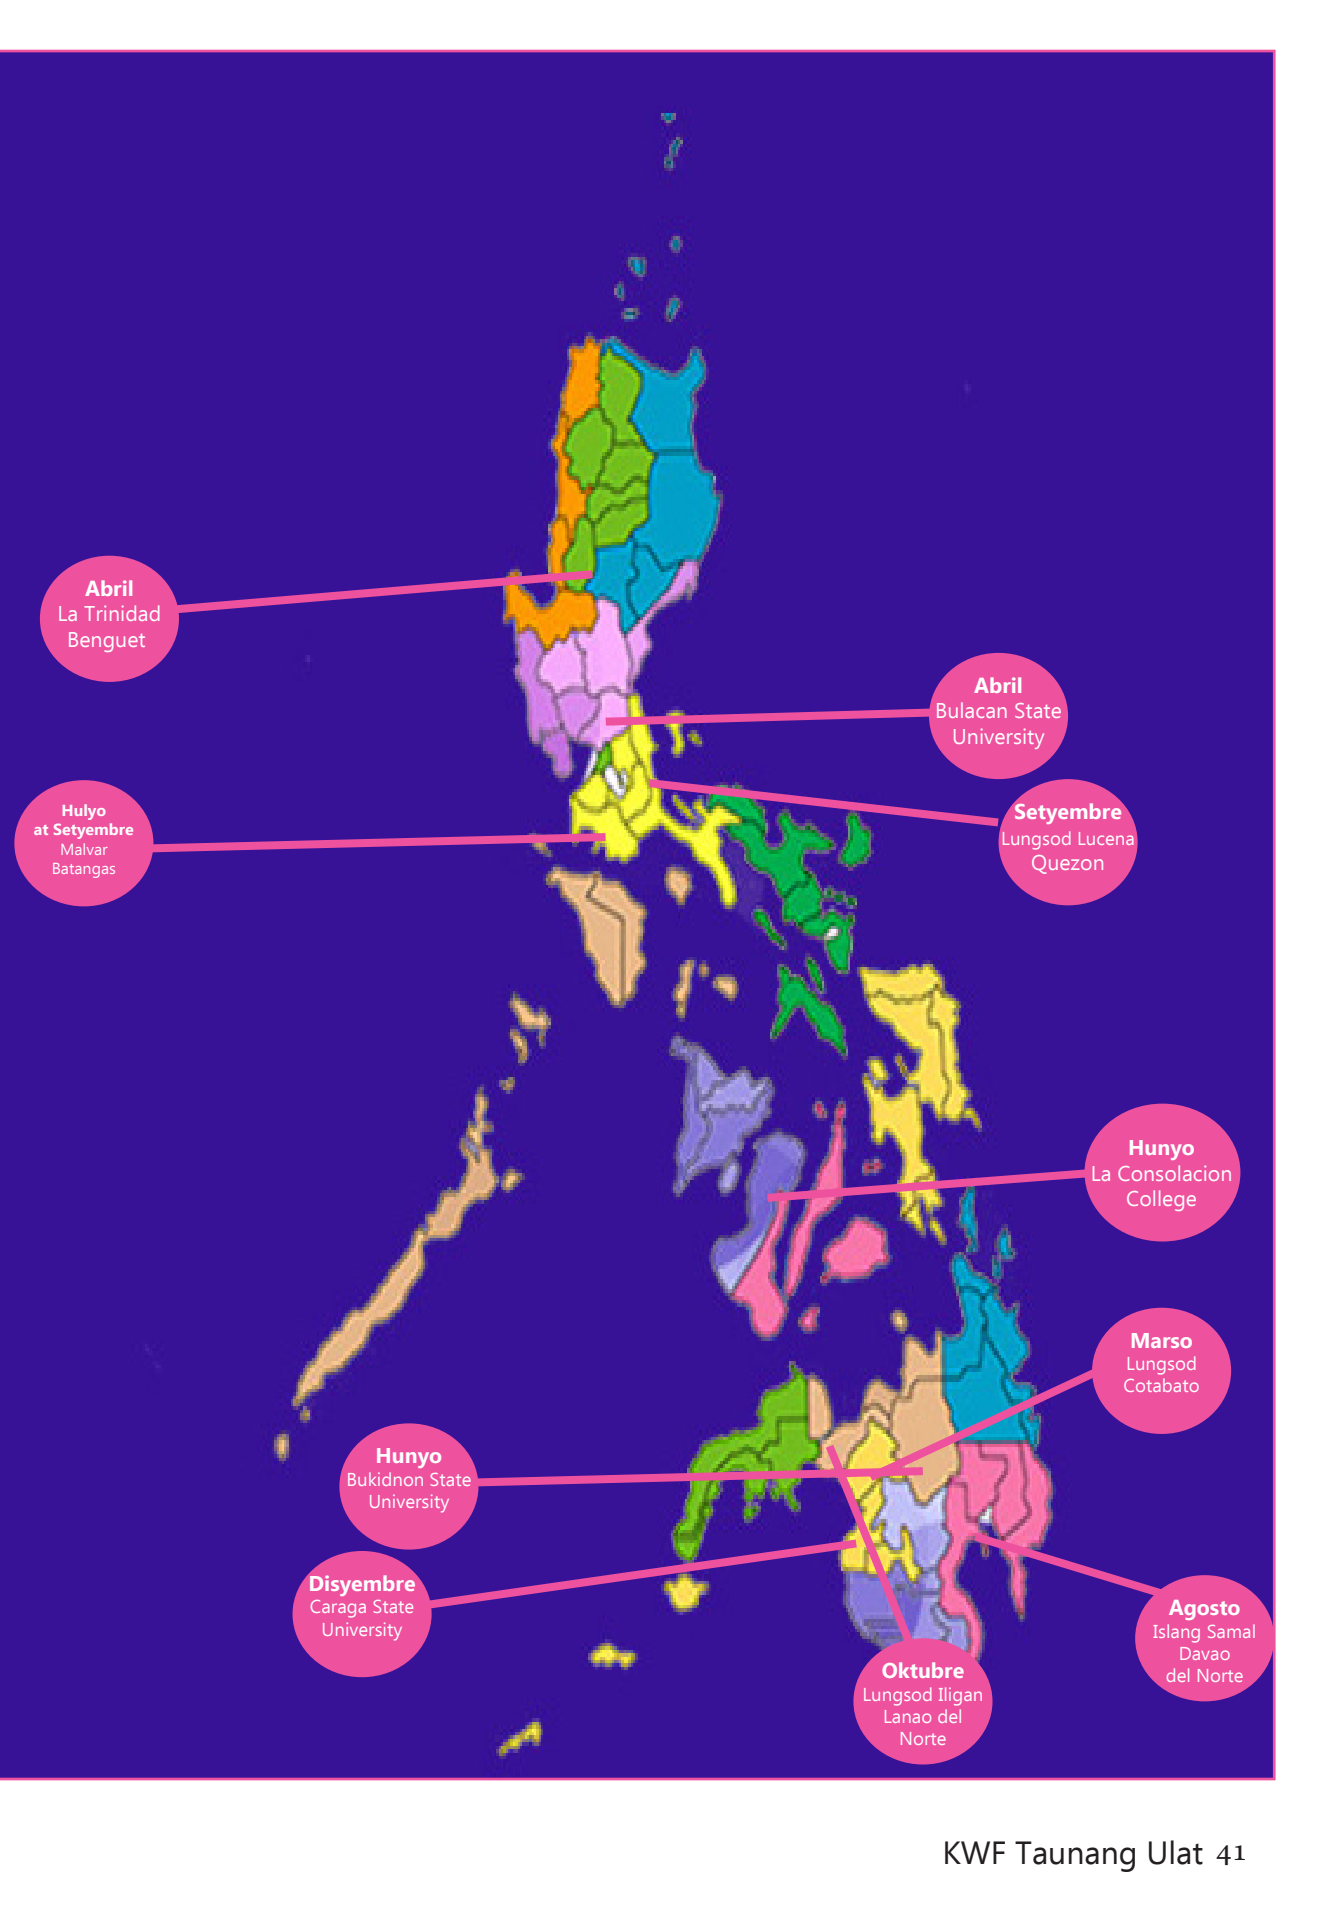 Abril
La Trinidad
Benguet
Abril
Bulacan State
University
Hulyo
at Setyembre
Malvar
Batangas
Setyembre
Lungsod Lucena
Quezon
Hunyo
La Consolacion
College
Marso
Lungsod
Cotabato
Hunyo
Bukidnon State
University
Disyembre
Caraga State
University
Agosto
Islang Samal
Davao
del Norte
Oktubre
Lungsod Iligan
Lanao del
Norte
KWF Taunang Ulat 41